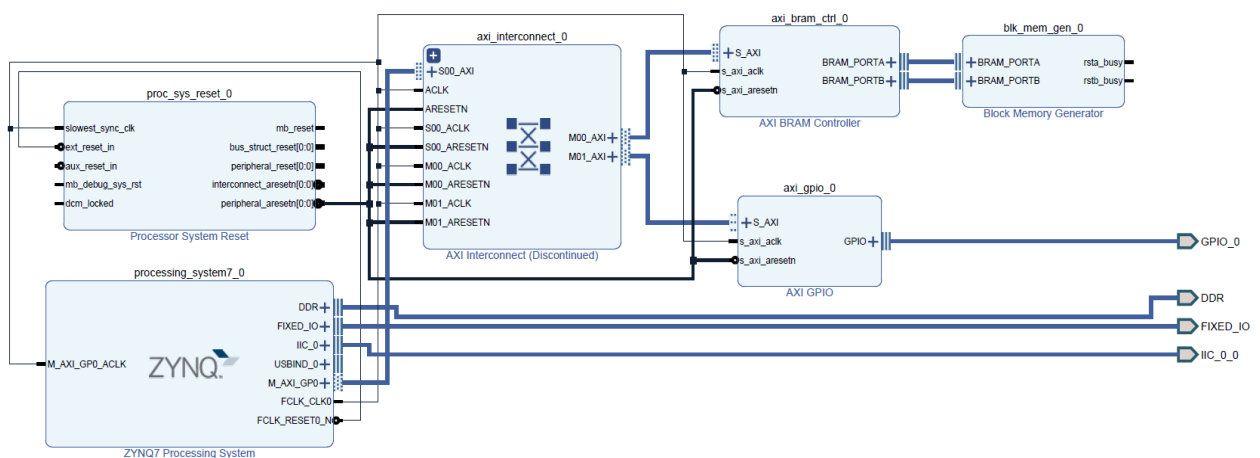 proc_sys_reset_0
slowest_sync_clk
ext_reset_in
aux_reset_in
mb_debug_sys_rst
dcm_locked
mb_reset
bus_struct_reset[0:0]
peripheral_reset[0:0]
interconnect_aresetn[0:0]
peripheral_aresetn[0:0]
Processor System Reset
processing_system7_0
M_AXI_GP0_ACLK
ZYNQ
DDR
FIXED_IO
IIC_0
USBIND_0
M_AXI_GP0
FCLK_CLK0
FCLK_RESET0_N
ZYNQ7 Processing System
axi_interconnect_0
S00_AXI
ACLK
ARESETN
S00_ACLK
S00_ARESETN
M00_ACLK
M00_ARESETN
M01_ACLK
M01_ARESETN
M00_AXI
M01_AXI
AXI Interconnect (Discontinued)
axi_bram_ctrl_0
S_AXI
s_axi_aclk
s_axi_aresetn
BRAM_PORTA
BRAM_PORTB
AXI BRAM Controller
blk_mem_gen_0
BRAM_PORTA
BRAM_PORTB
rsta_busy
rstb_busy
Block Memory Generator
axi_gpio_0
S_AXI
s_axi_aclk
s_axi_aresetn
GPIO
AXI GPIO
GPIO_0
DDR
FIXED_IO
IIC_0_0